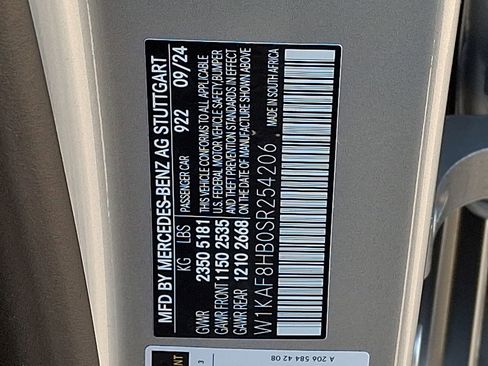 MFD BY MERCEDES-BENZ AG STUTTGART
PASSENGER CAR 922 09/24
KG LBS
GVWR 2350 5181
GAWR FRONT 1150 2535
GAWR REAR 1210 2668
THIS VEHICLE CONFORMS TO ALL APPLICABLE
U.S. FEDERAL MOTOR VEHICLE SAFETY, BUMPER,
AND THEFT PREVENTION STANDARDS IN EFFECT
ON THE DATE OF MANUFACTURE SHOWN ABOVE
W1KAF8HB0SR254206 MADE IN SOUTH AFRICA
A 206 584 42 08